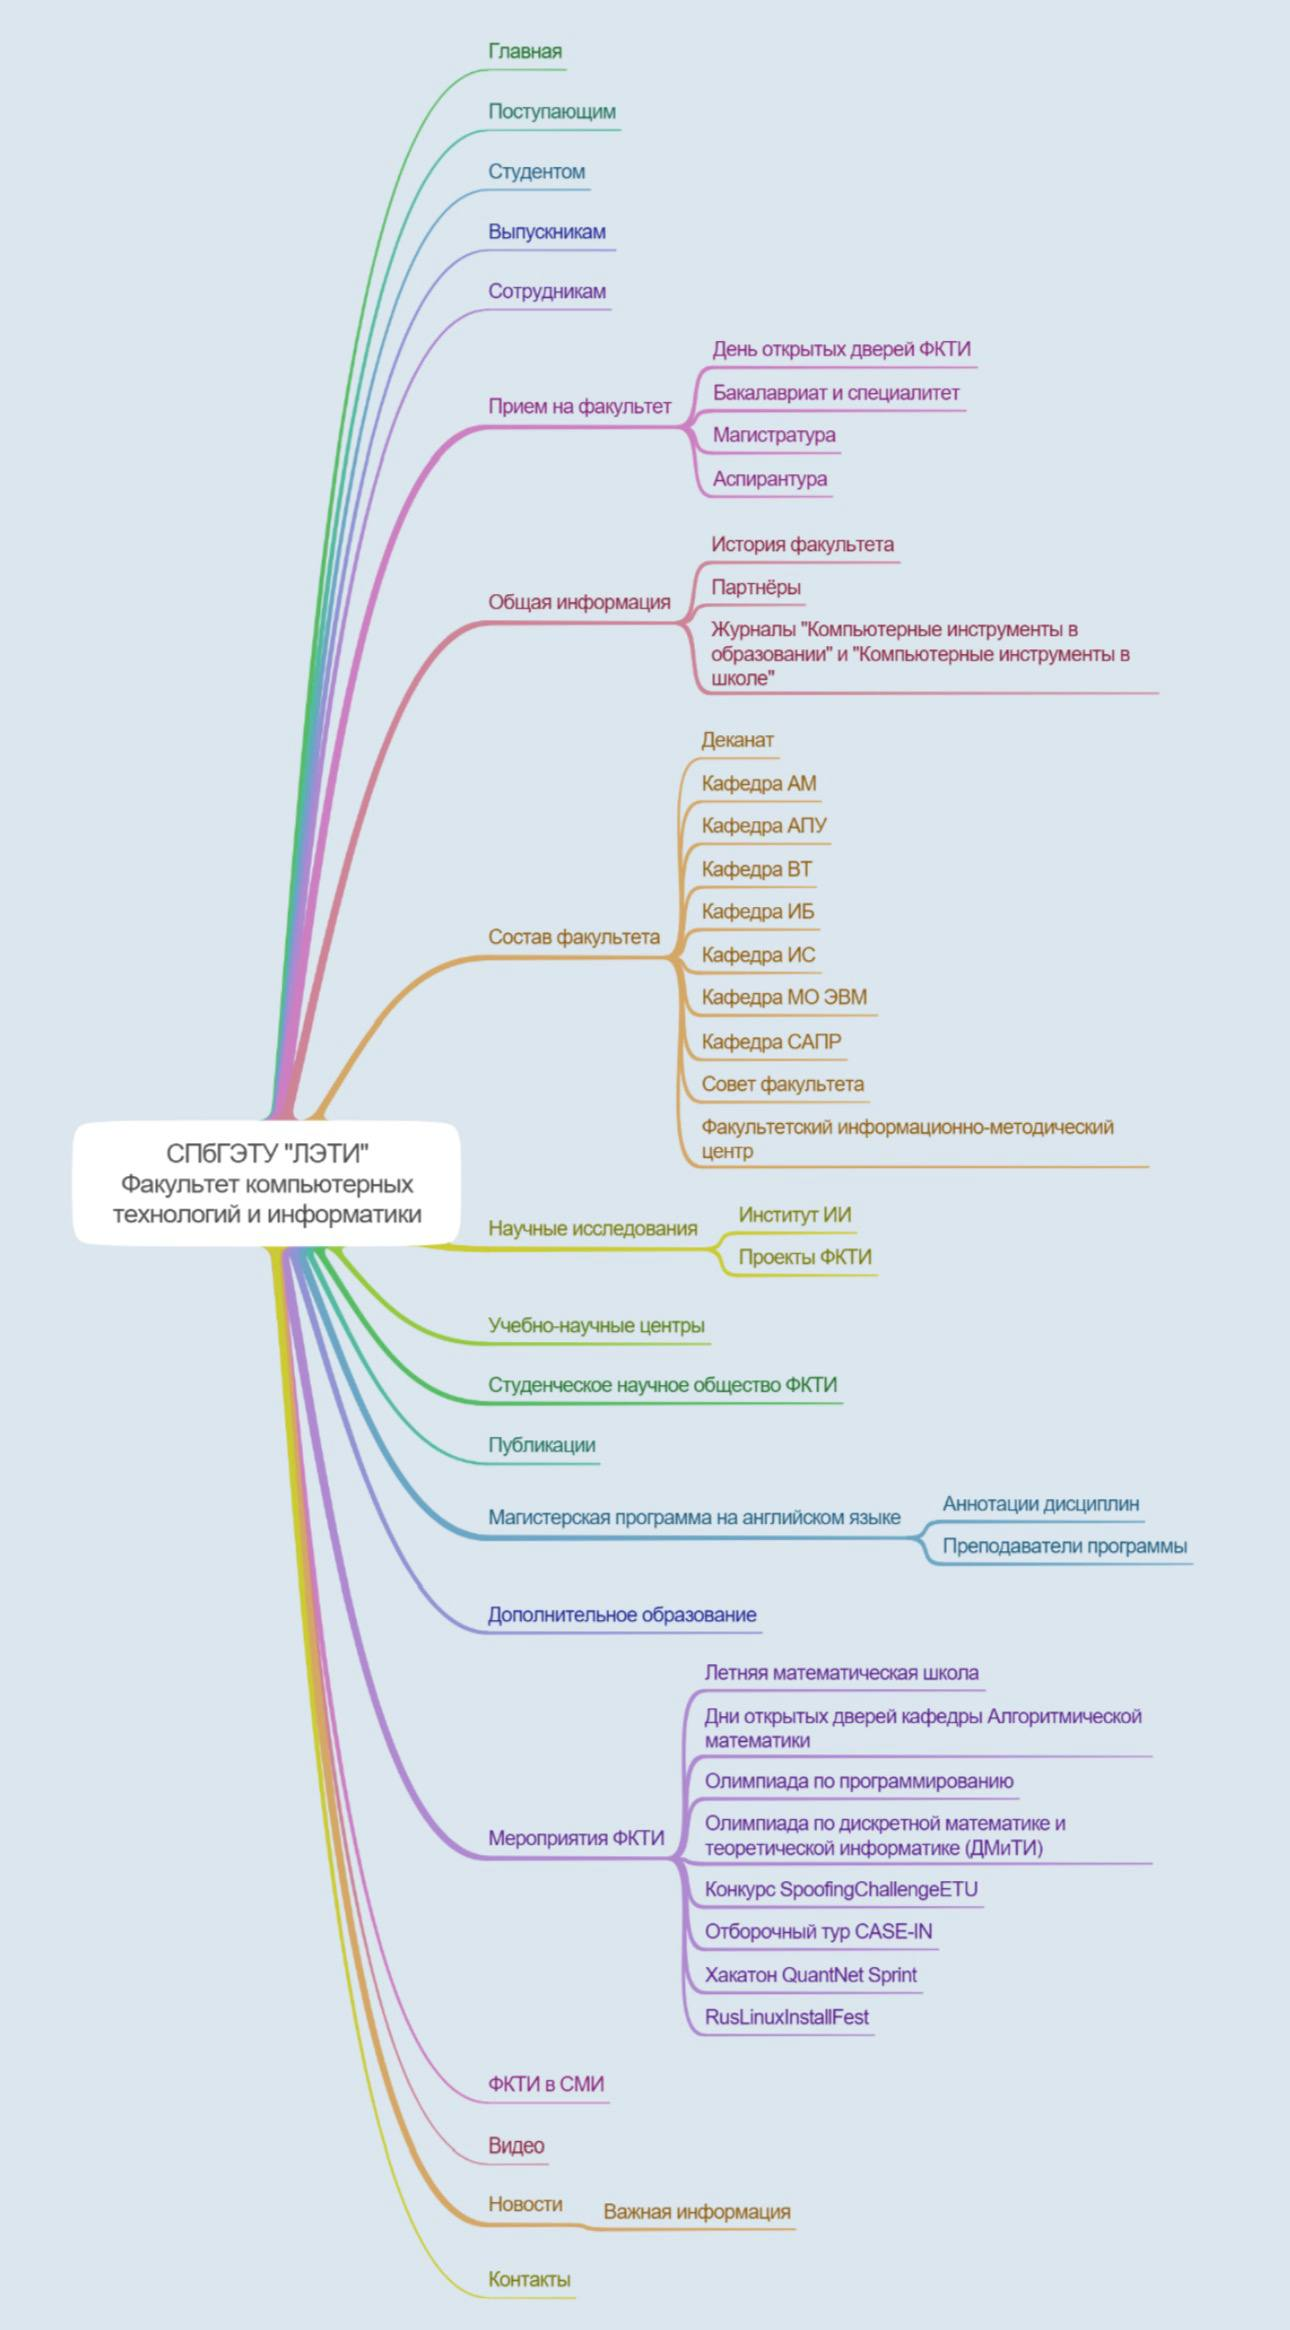 Главная
Поступающим
Студентом
Выпускникам
Сотрудникам
Прием на факультет
День открытых дверей ФКТИ
Бакалавриат и специалитет
Магистратура
Аспирантура
Общая информация
История факультета
Партнёры
Журналы "Компьютерные инструменты в
образовании" и "Компьютерные инструменты в
школе"
Состав факультета
Деканат
Кафедра АМ
Кафедра АПУ
Кафедра ВТ
Кафедра ИБ
Кафедра ИС
Кафедра МО ЭВМ
Кафедра САПР
Совет факультета
Факультетский информационно-методический
центр
СПбГЭТУ "ЛЭТИ"
Факультет компьютерных
технологий и информатики
Научные исследования
Институт ИИ
Проекты ФКТИ
Учебно-научные центры
Студенческое научное общество ФКТИ
Публикации
Магистерская программа на английском языке
Аннотации дисциплин
Преподаватели программы
Дополнительное образование
Мероприятия ФКТИ
Летняя математическая школа
Дни открытых дверей кафедры Алгоритмической
математики
Олимпиада по программированию
Олимпиада по дискретной математике и
теоретической информатике (ДМиТИ)
Конкурс SpoofingChallengeETU
Отборочный тур CASE-IN
Хакатон QuantNet Sprint
RusLinuxInstallFest
ФКТИ в СМИ
Видео
Новости
Важная информация
Контакты